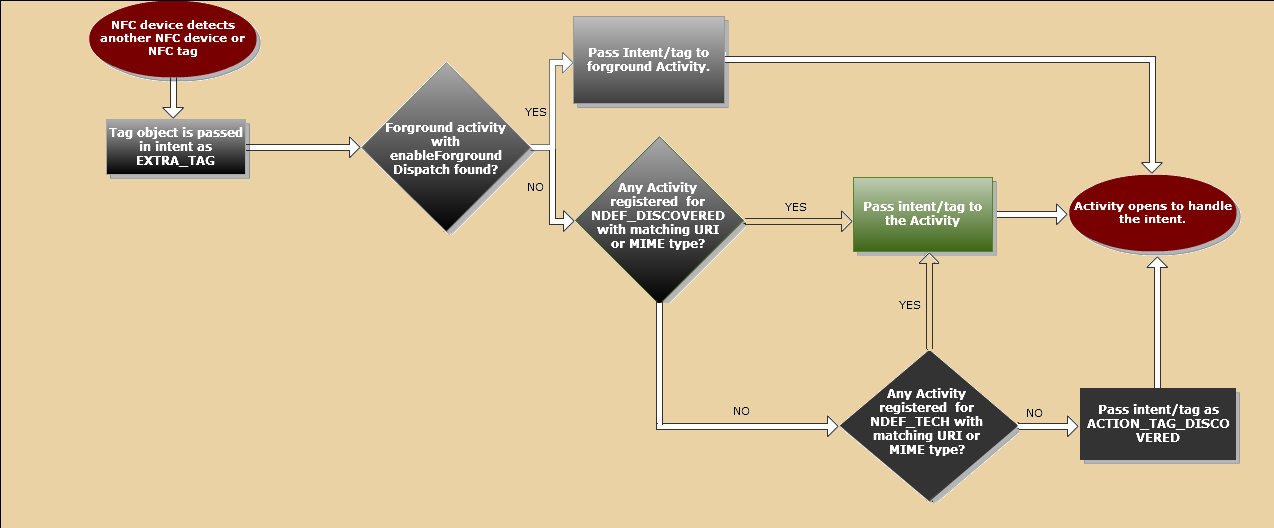 NFC device detects
another NFC device or
NFC tag
Tag object is passed
in intent as
EXTRA_TAG
Forground activity
with
enableForground
Dispatch found?
YES
Pass Intent/tag to
forground Activity.
NO
Any Activity
registered for
NDEF_DISCOVERED
with matching URI
or MIME type?
YES
Pass intent/tag to
the Activity
Activity opens to handle
the intent.
NO
Any Activity
registered for
NDEF_TECH with
matching URI or
MIME type?
YES
NO
Pass intent/tag as
ACTION_TAG_DISCO
VERED